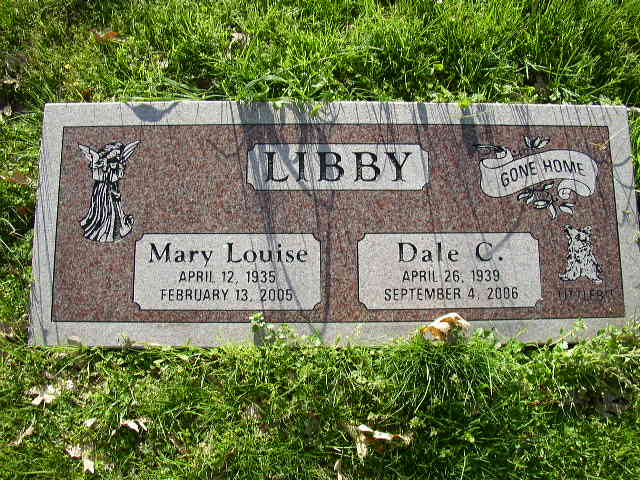 LIBBY
GONE HOME
Mary Louise
APRIL 12, 1935
FEBRUARY 13, 2005
Dale C.
APRIL 26, 1939
SEPTEMBER 4, 2006